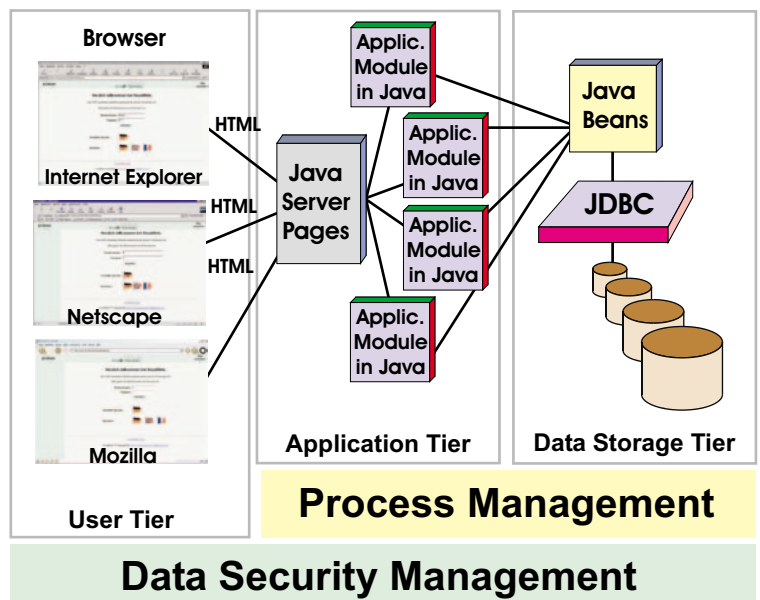 Browser
Internet Explorer
Netscape
Mozilla
User Tier
HTML
HTML
HTML
Java
Server
Pages
Applic.
Module
in Java
Applic.
Module
in Java
Applic.
Module
in Java
Applic.
Module
in Java
Application Tier
Java
Beans
JDBC
Data Storage Tier
Process Management
Data Security Management